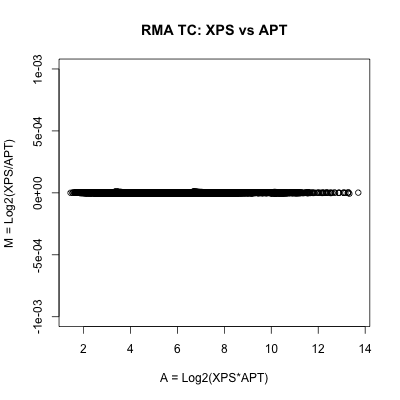 RMA TC: XPS vs APT
1e-03
5e-04
0e+00
-5e-04
-1e-03
M = Log2(XPS/APT)
2 4 6 8 10 12 14
A = Log2(XPS*APT)